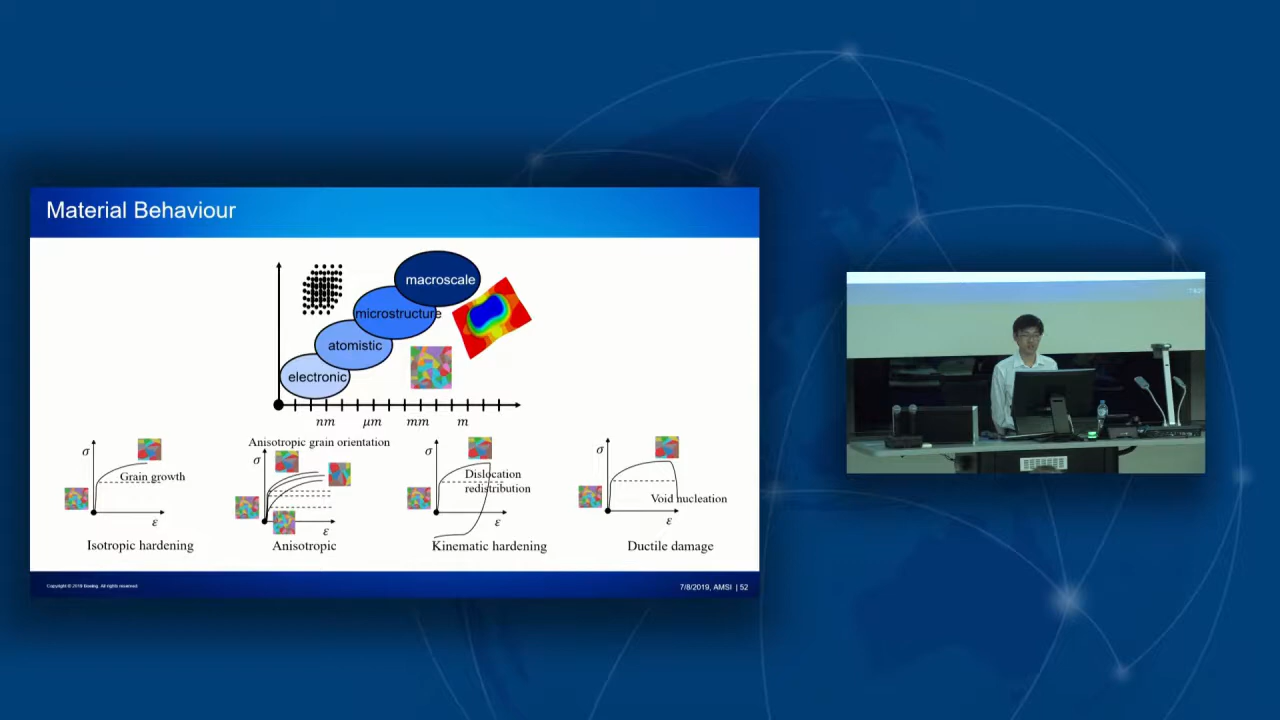 Material Behaviour
macroscale
microstructure
atomistic
electronic
nm μm mm m
Anisotropic grain orientation
σ
Grain growth
ε
Isotropic hardening
σ
ε
Anisotropic
σ
Dislocation
redistribution
ε
Kinematic hardening
σ
Void nucleation
ε
Ductile damage
Copyright © 2019 Boeing. All rights reserved.
7/8/2019, AMSI | 52